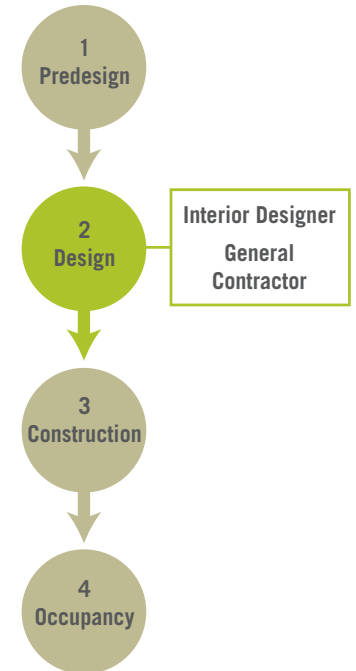 1
Predesign
2
Design
Interior Designer
General
Contractor
3
Construction
4
Occupancy